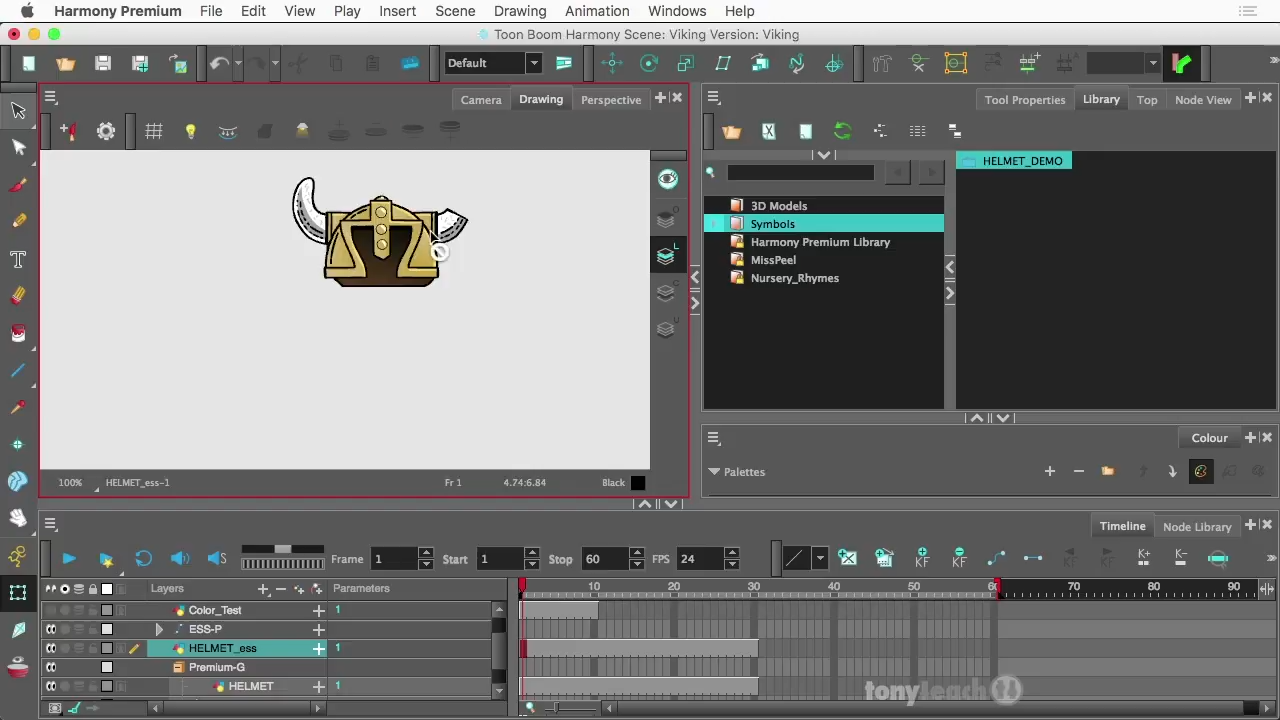 Harmony Premium File Edit View Play Insert Scene Drawing Animation Windows Help
Toon Boom Harmony Scene: Viking Version: Viking
Default
Camera Drawing Perspective
Tool Properties Library Top Node View
HELMET_DEMO
3D Models
Symbols
Harmony Premium Library
MissPeel
Nursery_Rhymes
Colour
Palettes
100% HELMET_ess-1 Fr 1 4.74:6.84 Black
Timeline Node Library
Frame 1 Start 1 Stop 60 FPS 24
KF KF K+ K-
Layers Parameters 10 20 30 40 50 60 70 80 90
Color_Test 1
ESS-P
HELMET_ess 1
Premium-G
HELMET 1
tonyteach